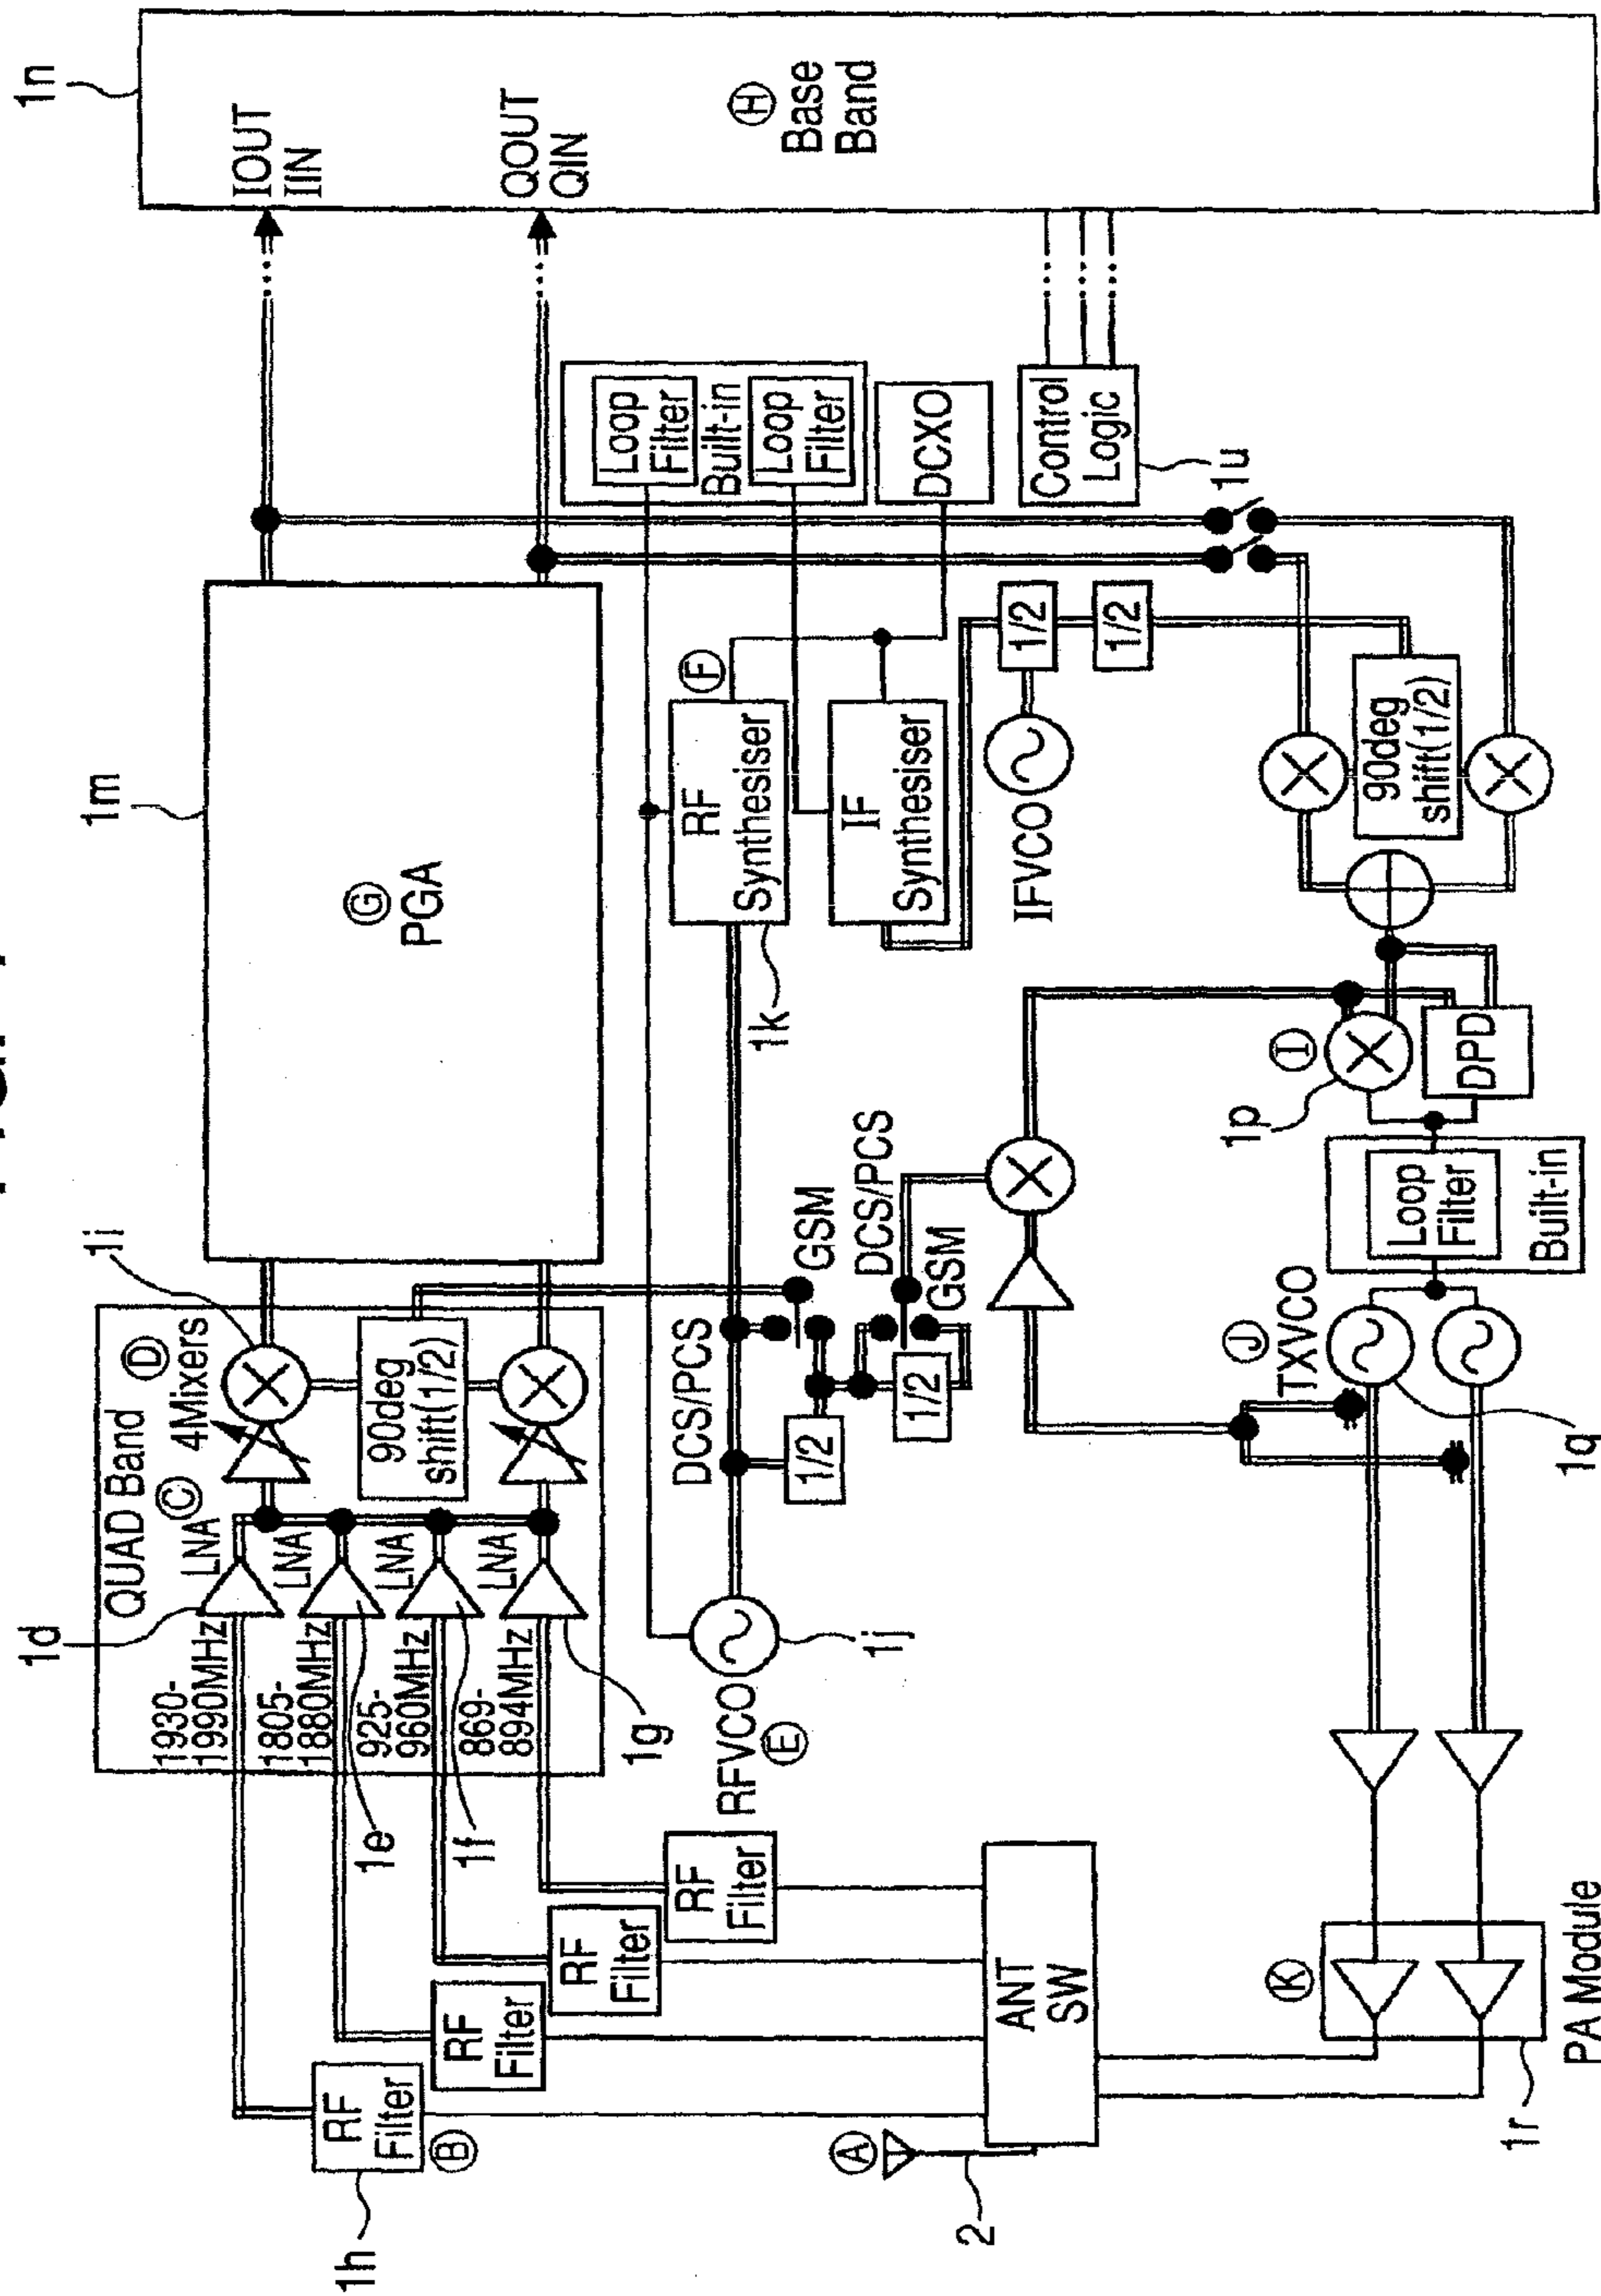 1n
IOUT
IIN
QOUT
QIN
Ⓗ
Base
Band
1m
Ⓖ
PGA
Loop
Filter
Built-in
Loop
Filter
DCXO
Control
Logic
1u
RF
Synthesiser
Ⓕ
1k
IF
Synthesiser
1/2
1/2
IFVCO
90deg
shift(1/2)
1i
QUAD Band
Ⓓ
4Mixers
Ⓒ
90deg
shift(1/2)
1d
LNA
LNA
LNA
LNA
1930-
1990MHz
1805-
1880MHz
925-
960MHz
869-
894MHz
1e
1f
1g
DCS/PCS
GSM
1/2
DCS/PCS
GSM
1/2
RFVCO
Ⓔ
1j
Ⓘ
1p
DPD
Loop
Filter
Built-in
Ⓙ
TXVCO
1q
RF
Filter
RF
Filter
RF
Filter
RF
Filter
Ⓑ
1h
Ⓐ
2
ANT
SW
Ⓚ
1r
PA Module